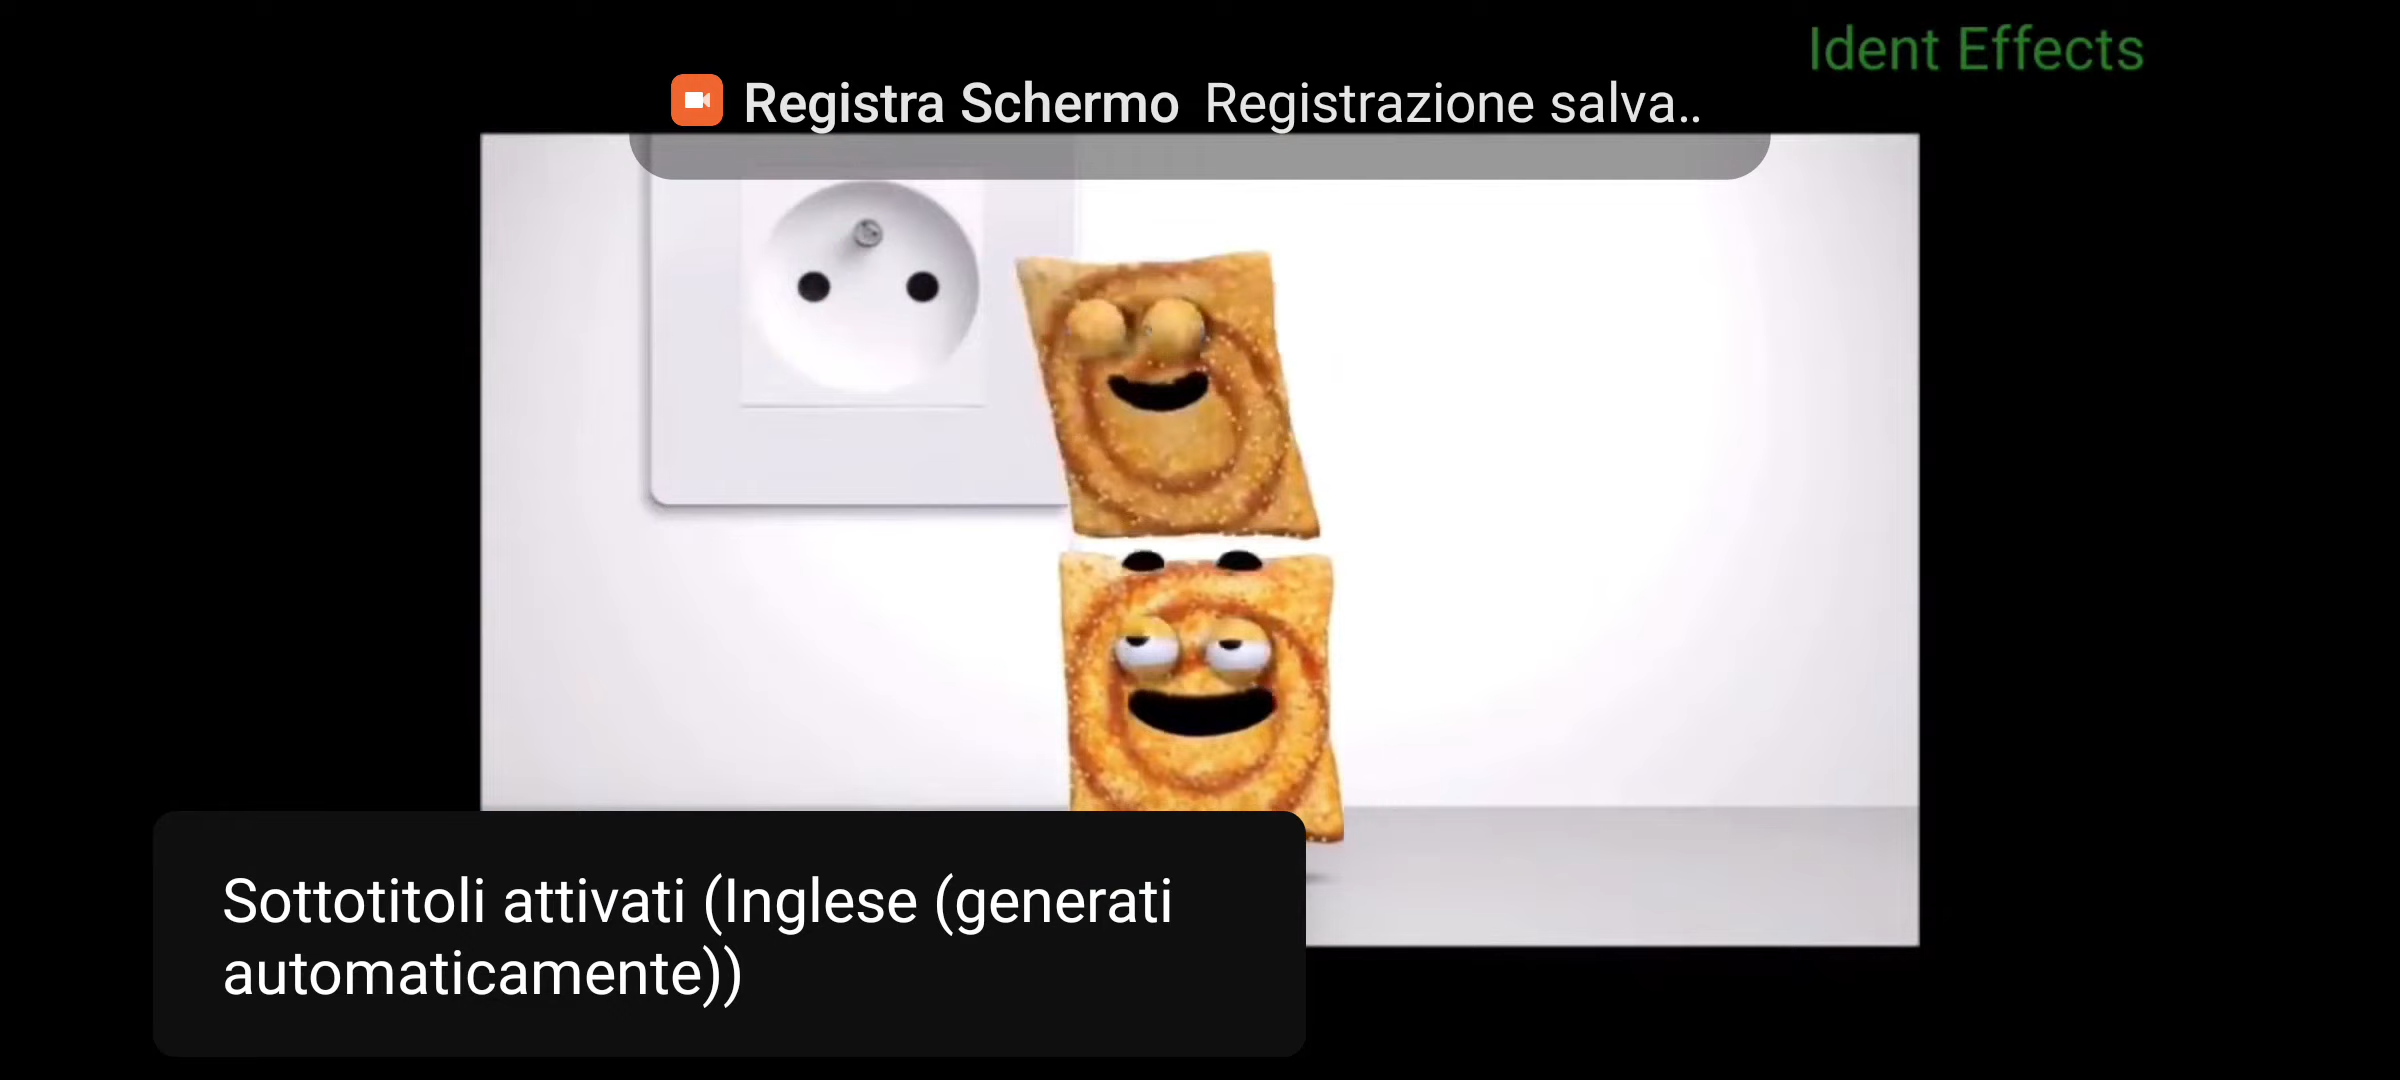 Ident Effects
Registra Schermo Registrazione salva..
Sottotitoli attivati (Inglese (generati
automaticamente))